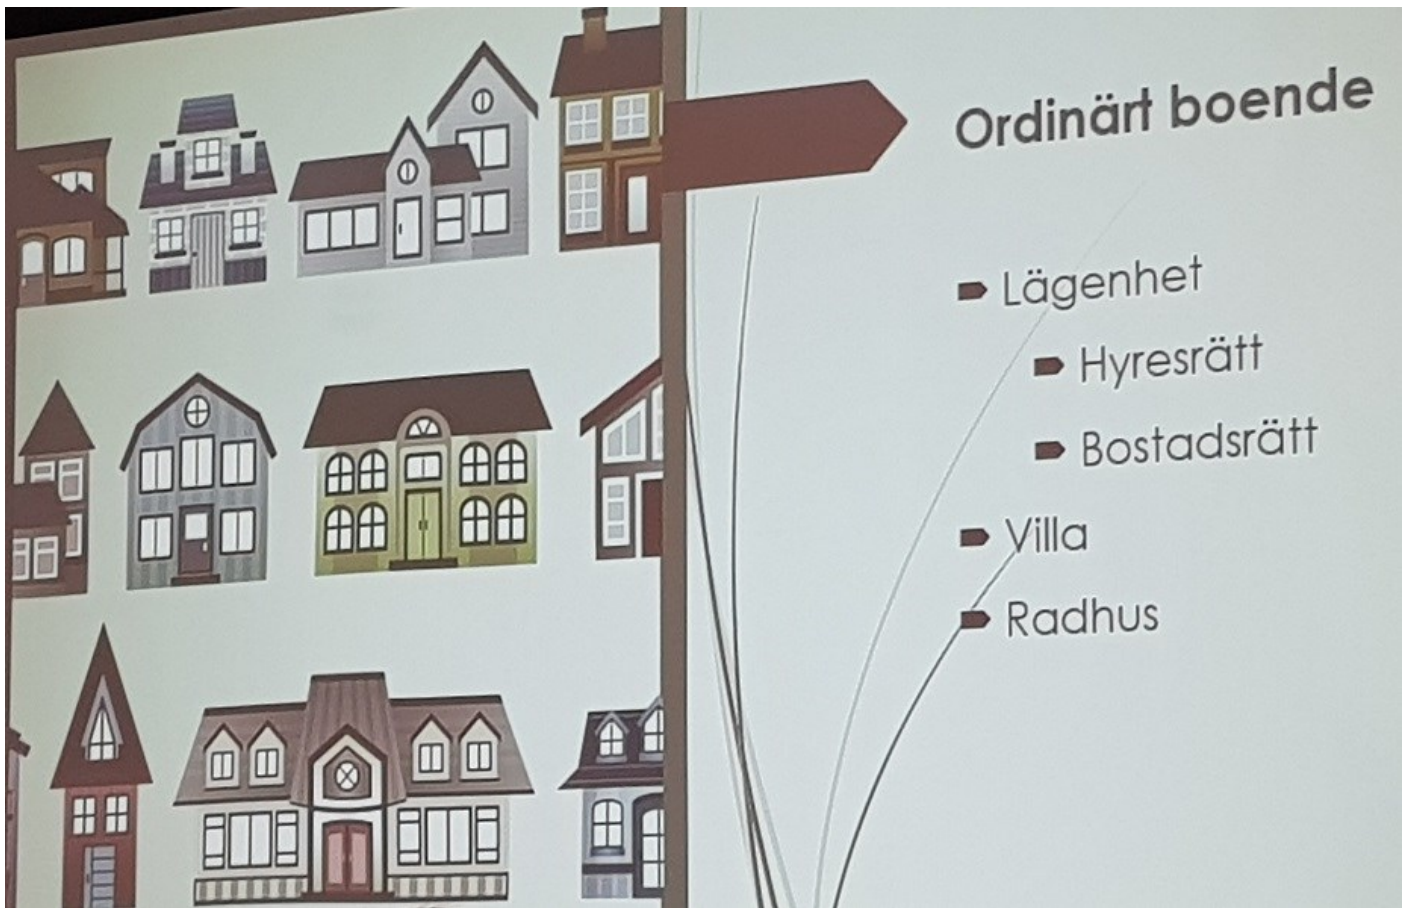 Ordinärt boende
Lägenhet
Hyresrätt
Bostadsrätt
Villa
Radhus